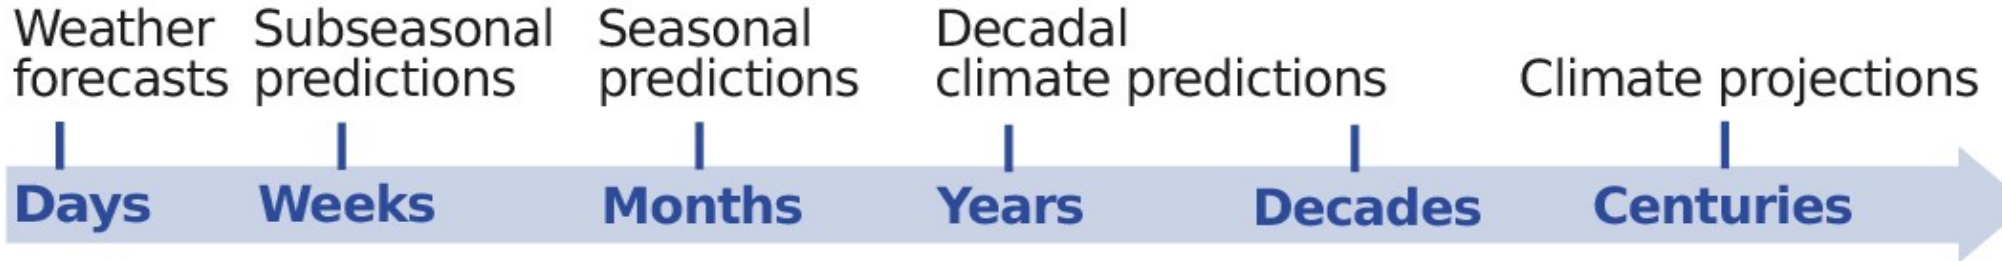 Weather
forecasts
Subseasonal
predictions
Seasonal
predictions
Decadal
climate predictions
Climate projections
Days
Weeks
Months
Years
Decades
Centuries